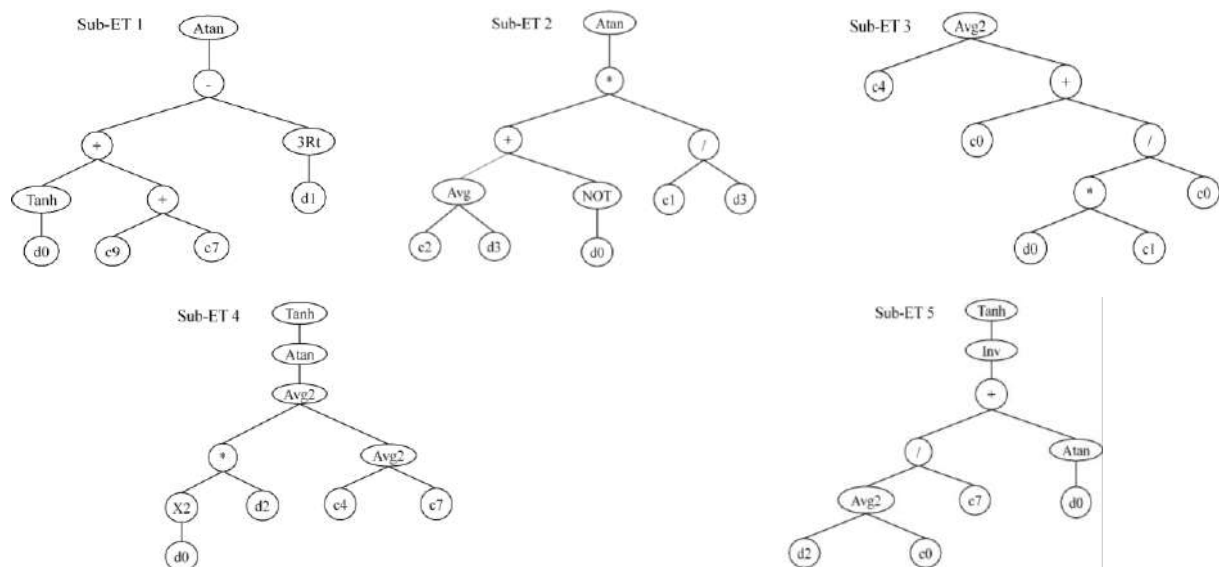 Sub-ET 1
Atan
-
+
3Rt
Tanh
+
d1
d0
c9
c7
Sub-ET 2
Atan
*
+
/
Avg
NOT
c1
d3
c2
d3
d0
Sub-ET 3
Avg2
c4
+
c0
/
*
c0
d0
c1
Sub-ET 4
Tanh
Atan
Avg2
*
Avg2
X2
d2
c4
c7
d0
Sub-ET 5
Tanh
Inv
+
/
Atan
Avg2
c7
d0
d2
c0